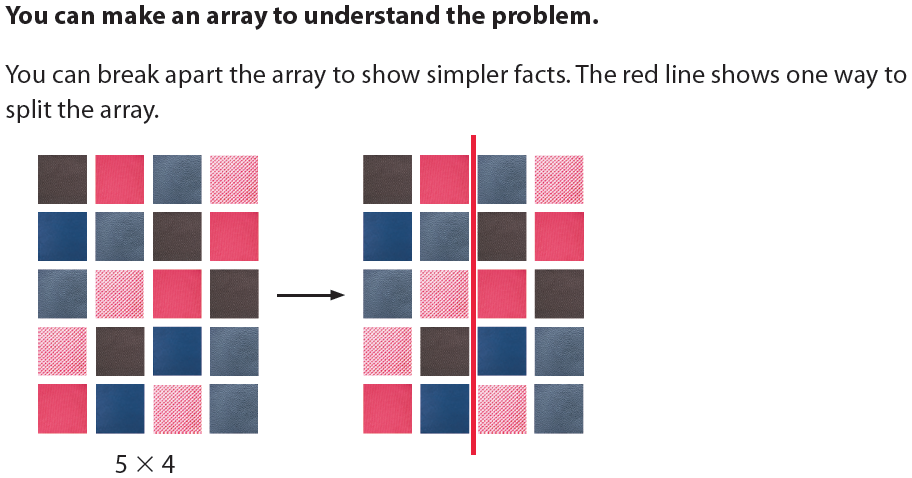 You can make an array to understand the problem.
You can break apart the array to show simpler facts. The red line shows one way to
split the array.
5 × 4